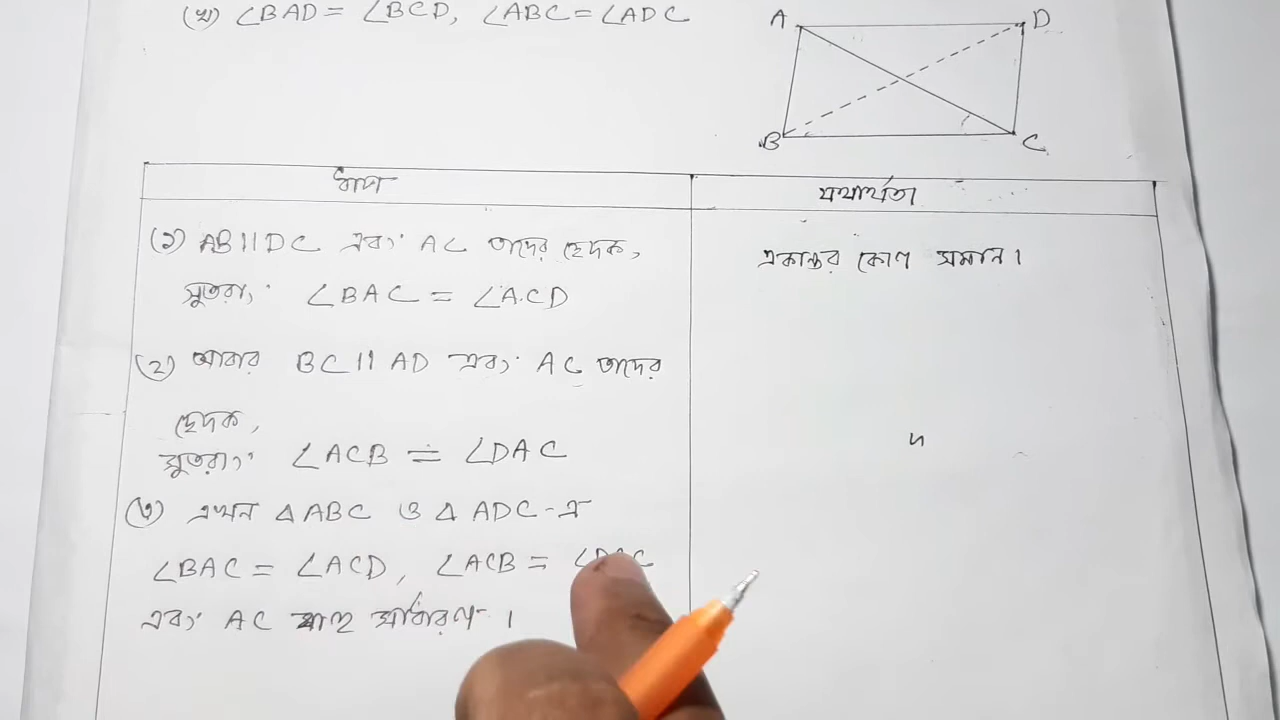 (খ) ∠BAD = ∠BCD, ∠ABC = ∠ADC
A D
B C
ধাপ
যথার্থতা
(১) AB || DC এবং AC তাদের ছেদক,
একান্তর কোণ সমান।
সুতরাং ∠BAC = ∠ACD
(২) আবার BC || AD এবং AC তাদের
ছেদক,
"
সুতরাং ∠ACB = ∠DAC
(৩) এখন ∆ ABC ও ∆ ADC-এ
∠BAC = ∠ACD, ∠ACB =
এবং AC বাহু সাধারণ।